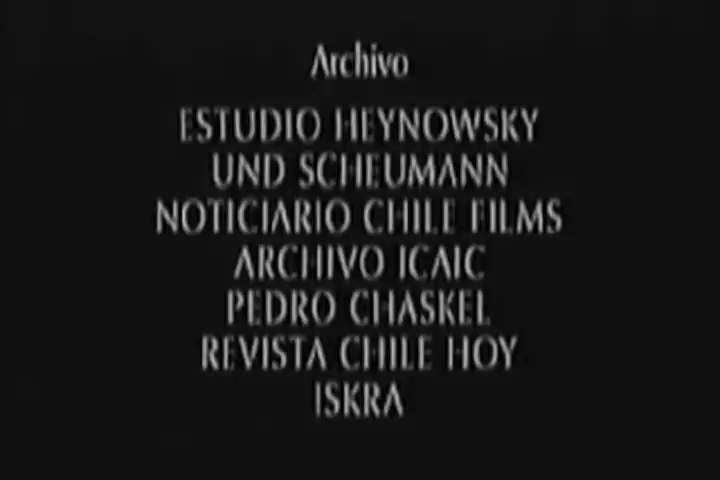 Archivo
ESTUDIO HEYNOWSKY
UND SCHEUMANN
NOTICIARIO CHILE FILMS
ARCHIVO ICAIC
PEDRO CHASKEL
REVISTA CHILE HOY
ISKRA